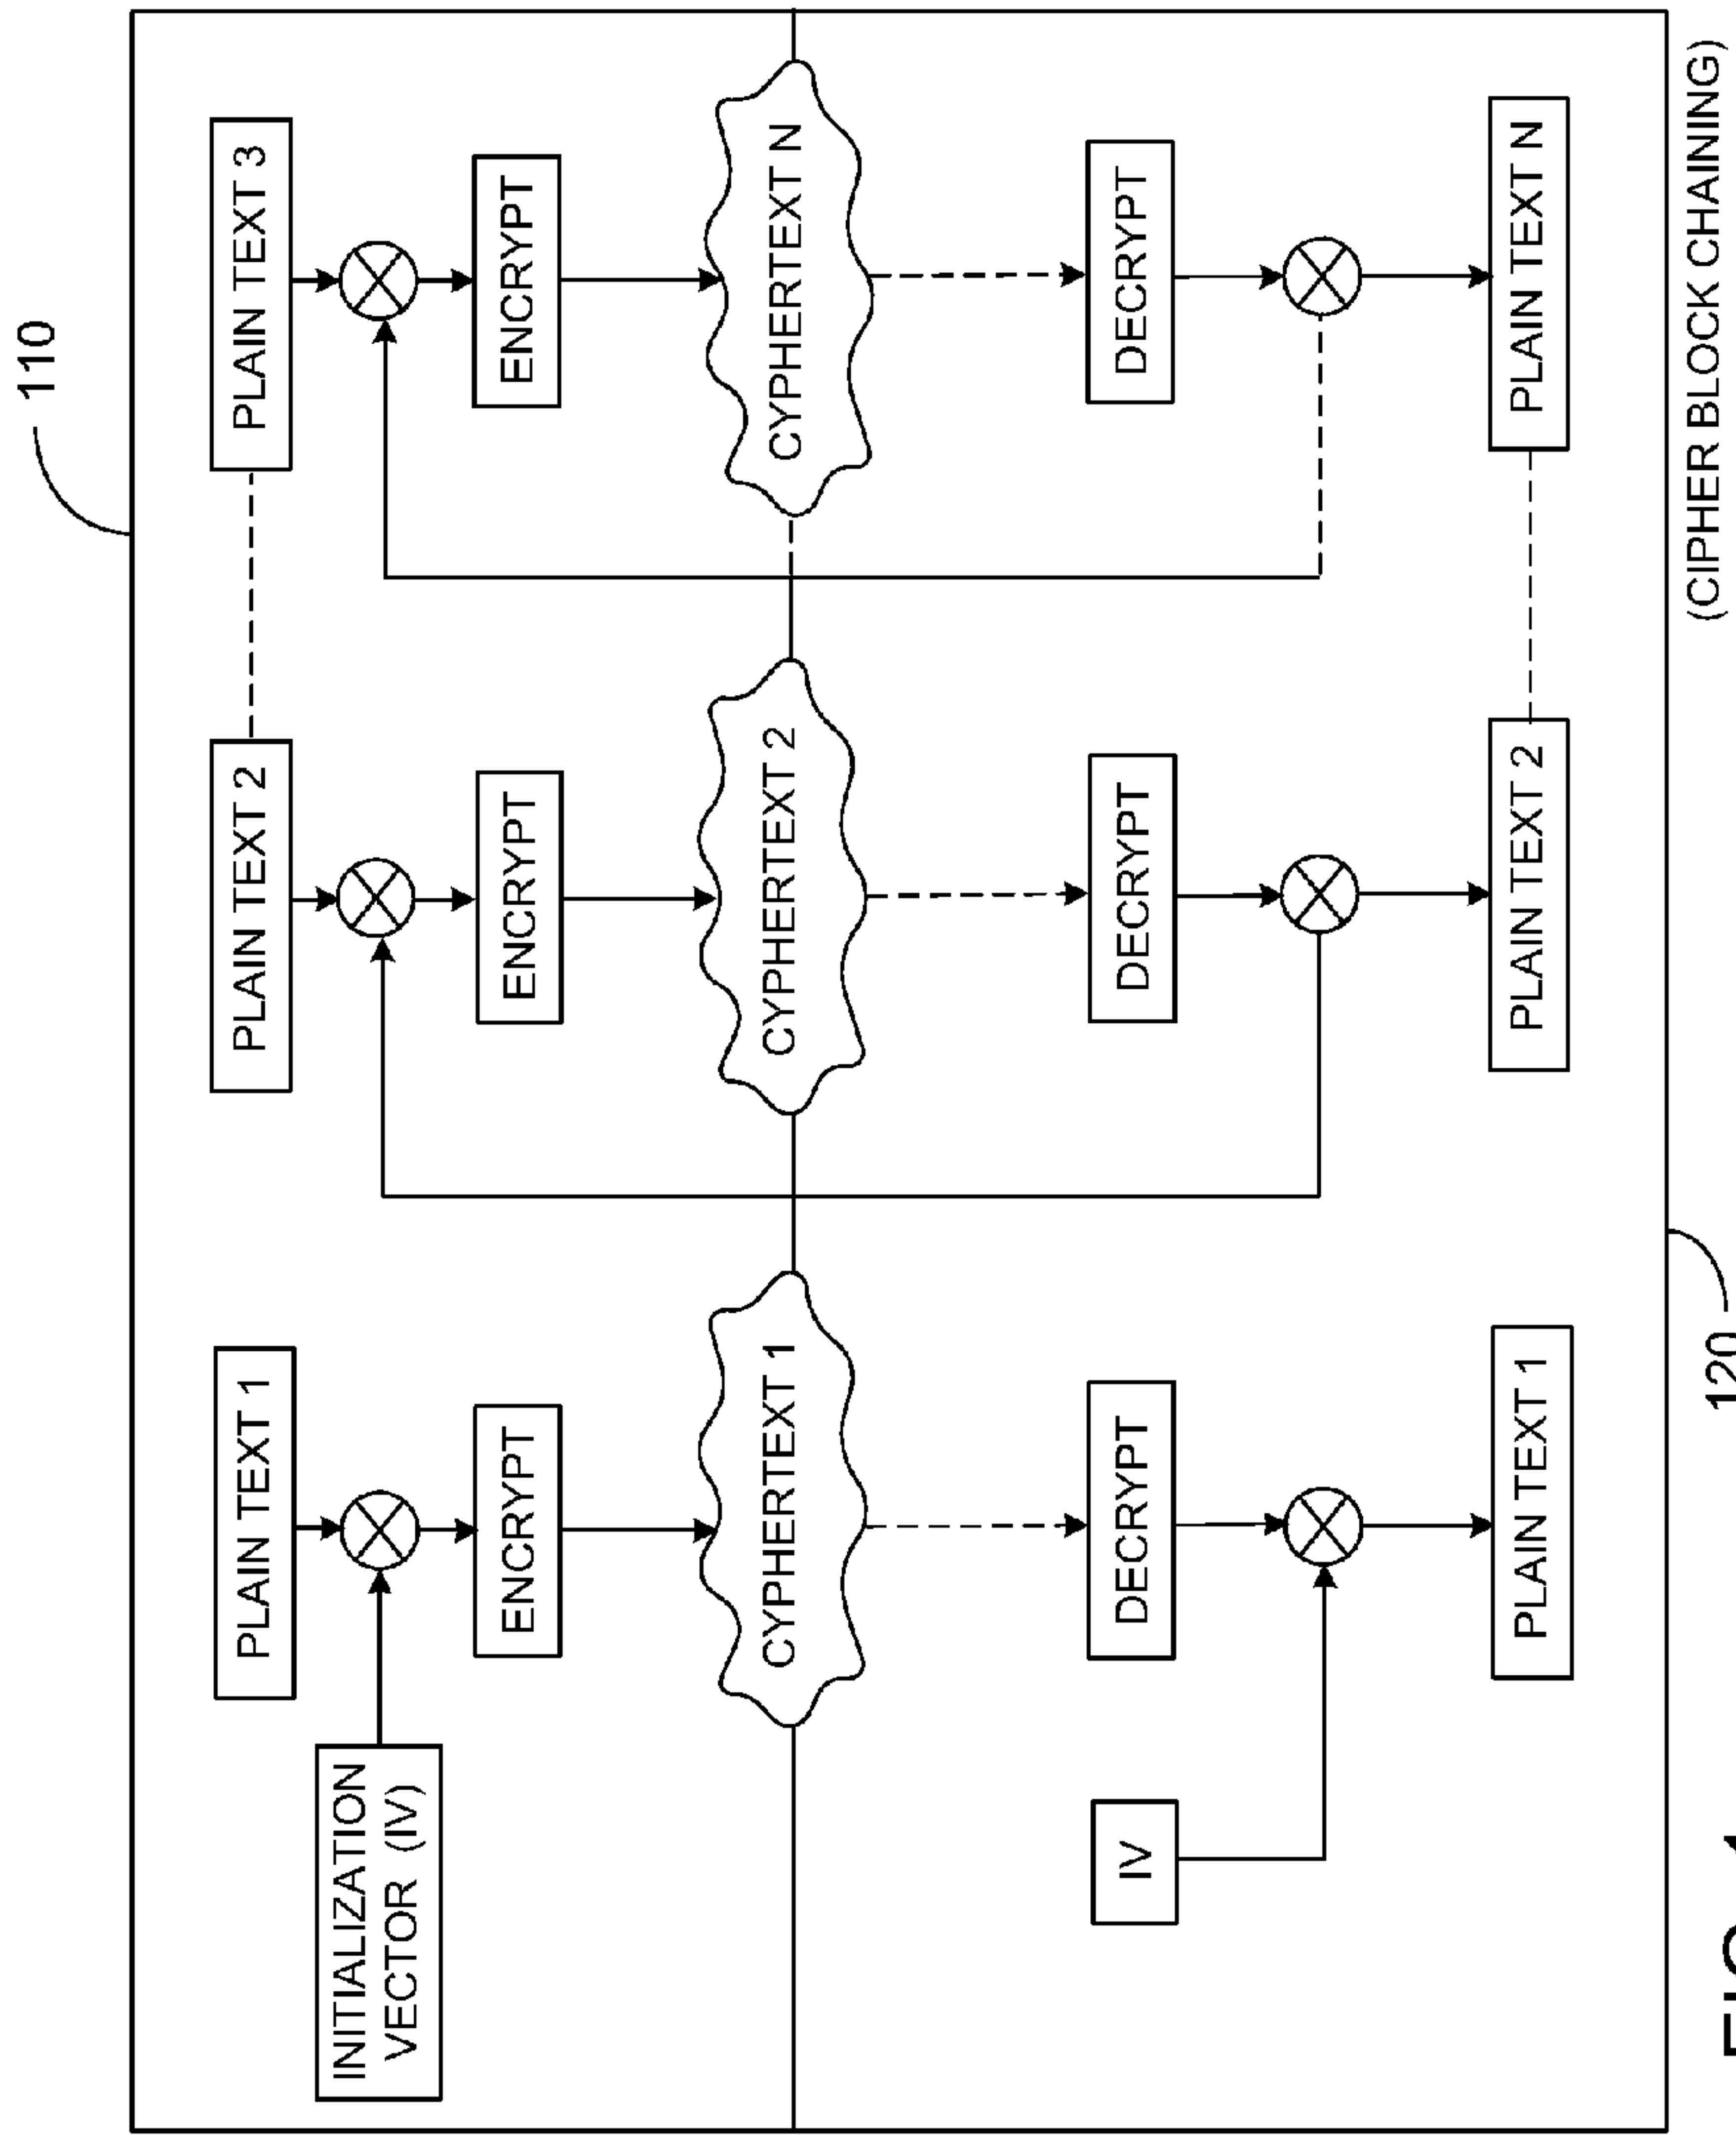 110
PLAIN TEXT 1
PLAIN TEXT 2
PLAIN TEXT 3
INITIALIZATION
VECTOR (IV)
ENCRYPT
ENCRYPT
ENCRYPT
CYPHERTEXT 1
CYPHERTEXT 2
CYPHERTEXT N
IV
DECRYPT
DECRYPT
DECRYPT
PLAIN TEXT 1
PLAIN TEXT 2
PLAIN TEXT N
120
(CIPHER BLOCK CHAINING)